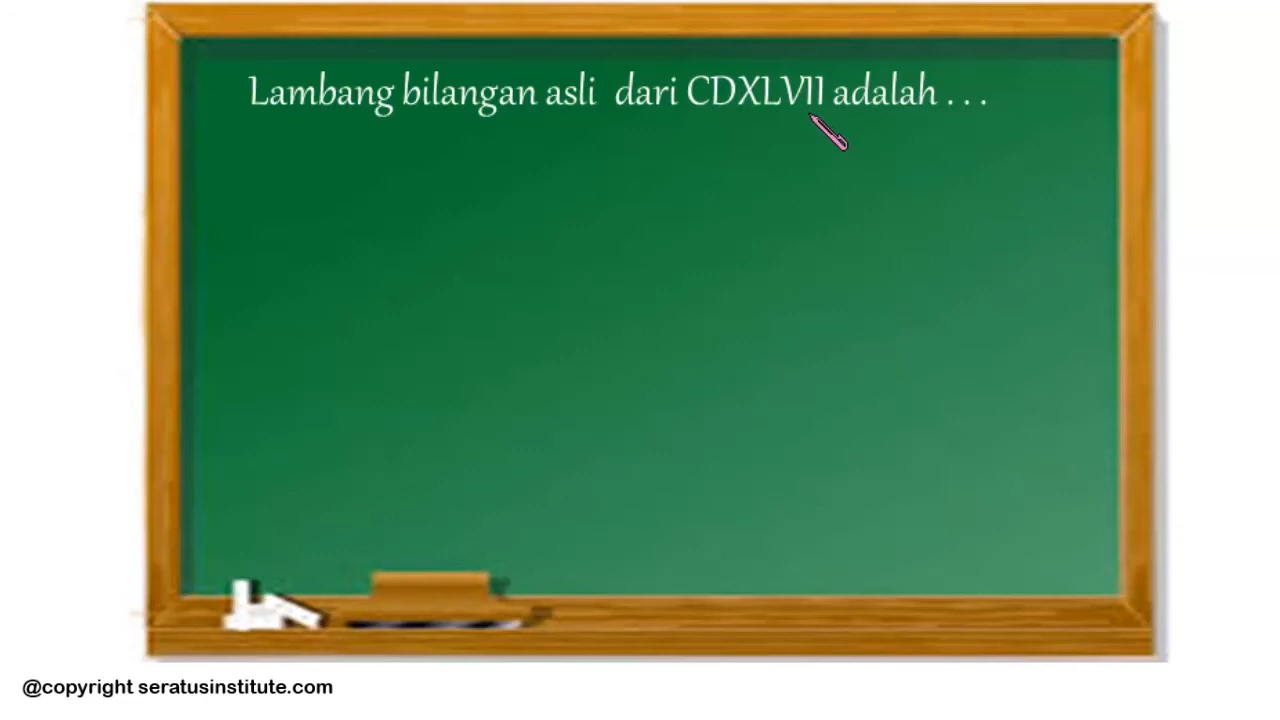 Lambang bilangan asli dari CDXLVII adalah . . .
@copyright seratusinstitute.com